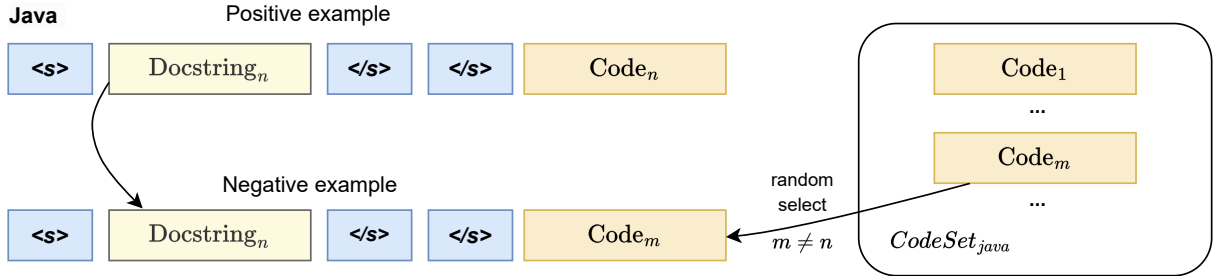 Java
Positive example
<s> Docstring_n </s> </s> Code_n
Code_1
...
Code_m
...
CodeSet_java
random
select
m ≠ n
Negative example
<s> Docstring_n </s> </s> Code_m